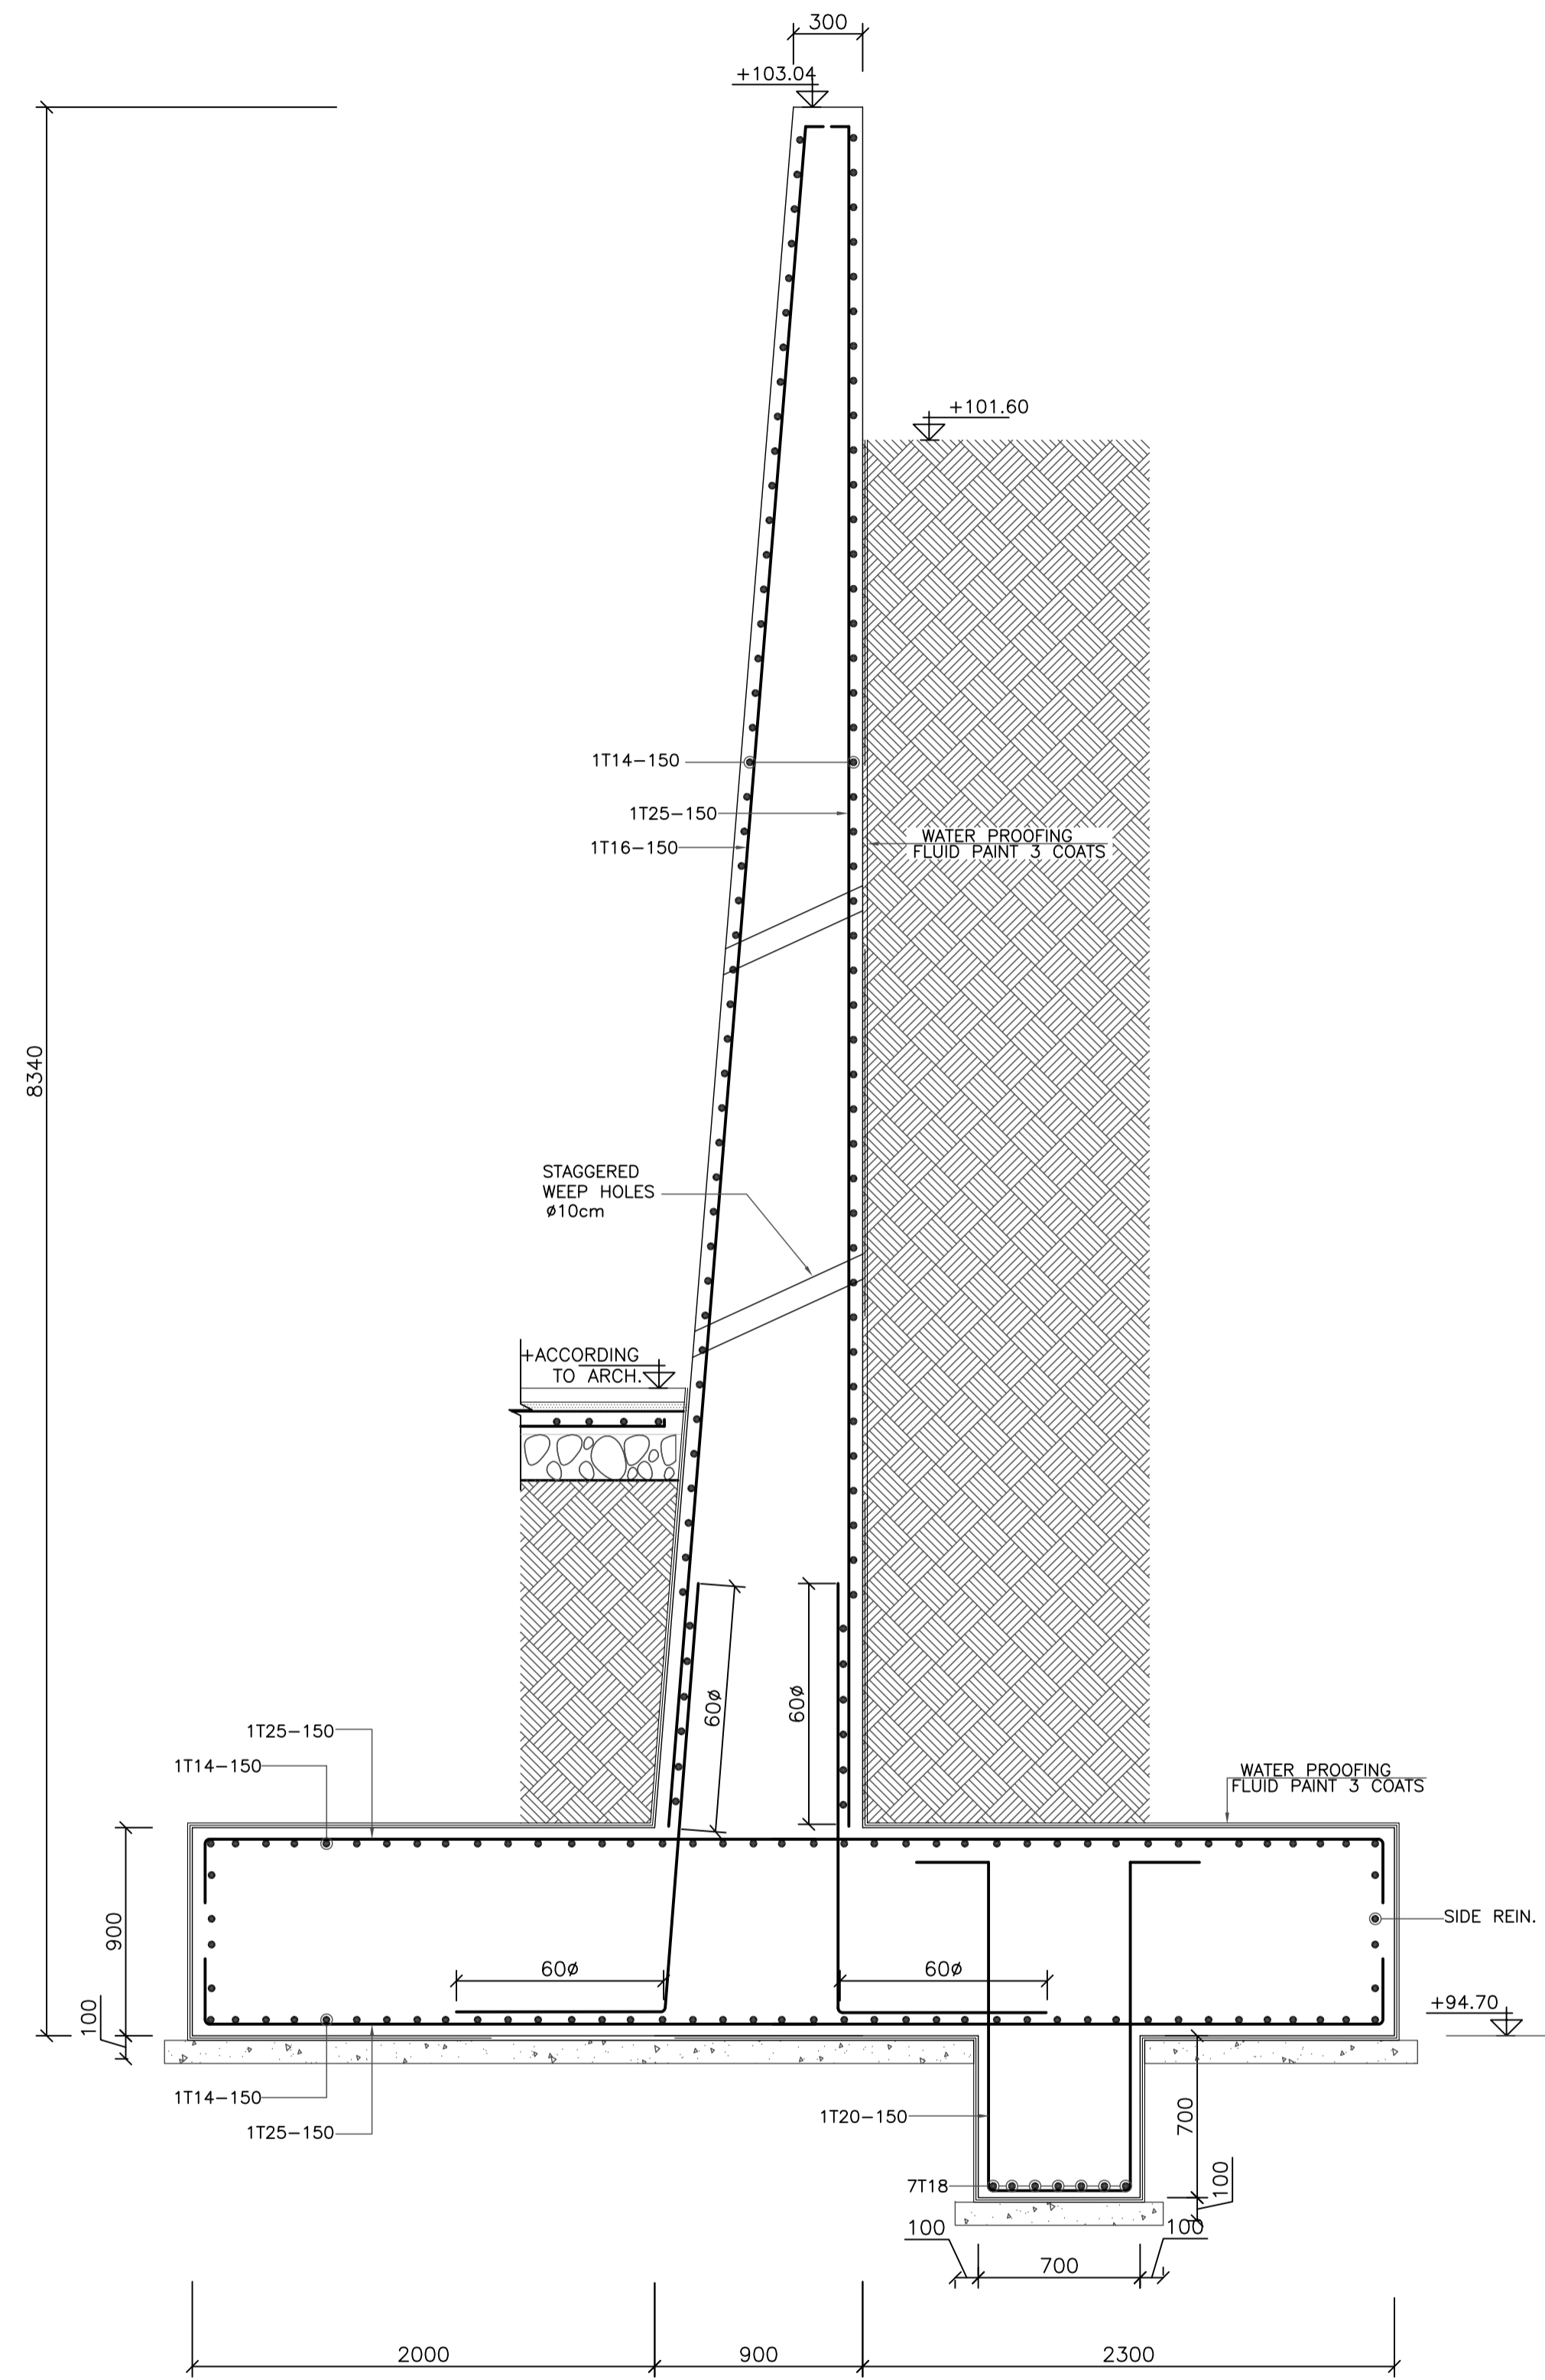 300
+103.04
+101.60
1T14-150
1T25-150
WATER PROOFING
FLUID PAINT 3 COATS
1T16-150
8340
STAGGERED
WEEP HOLES
ø10cm
+ACCORDING
TO ARCH.
60ø
60ø
1T25-150
1T14-150
WATER PROOFING
FLUID PAINT 3 COATS
900
SIDE REIN.
60ø
60ø
100
+94.70
1T14-150
1T25-150
1T20-150
700
7T18
100
100
100
700
2000
900
2300